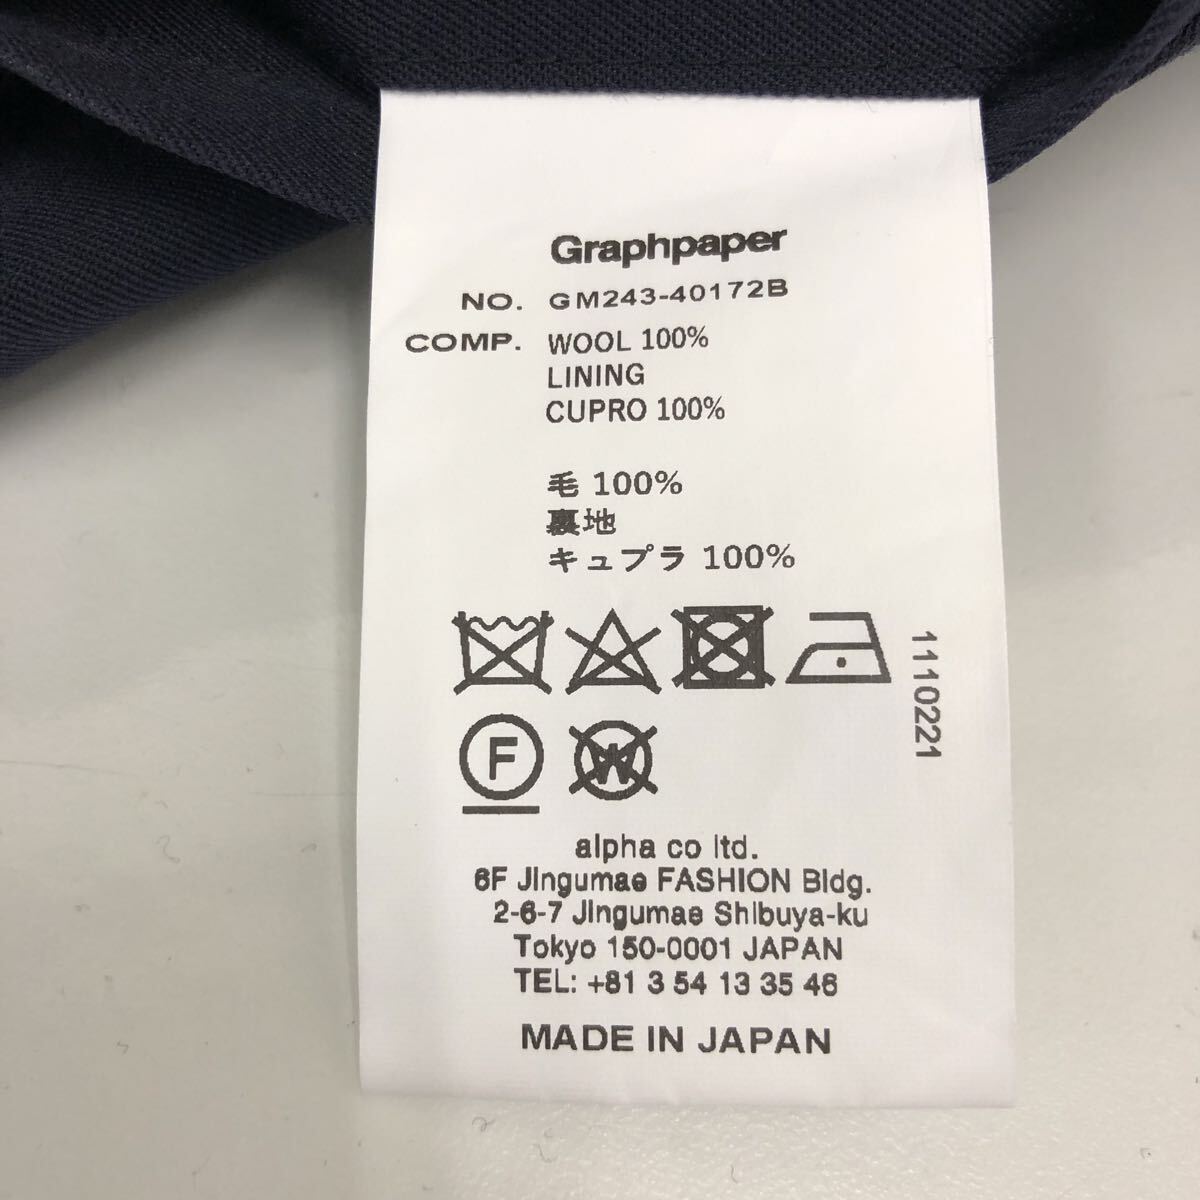 Graphpaper
NO. GM243-40172B
COMP. WOOL 100%
LINING
CUPRO 100%
毛 100%
裏地
キュプラ 100%
1110221
F
W
alpha co ltd.
6F Jingumae FASHION Bldg.
2-6-7 Jingumae Shibuya-ku
Tokyo 150-0001 JAPAN
TEL: +81 3 54 13 35 46
MADE IN JAPAN